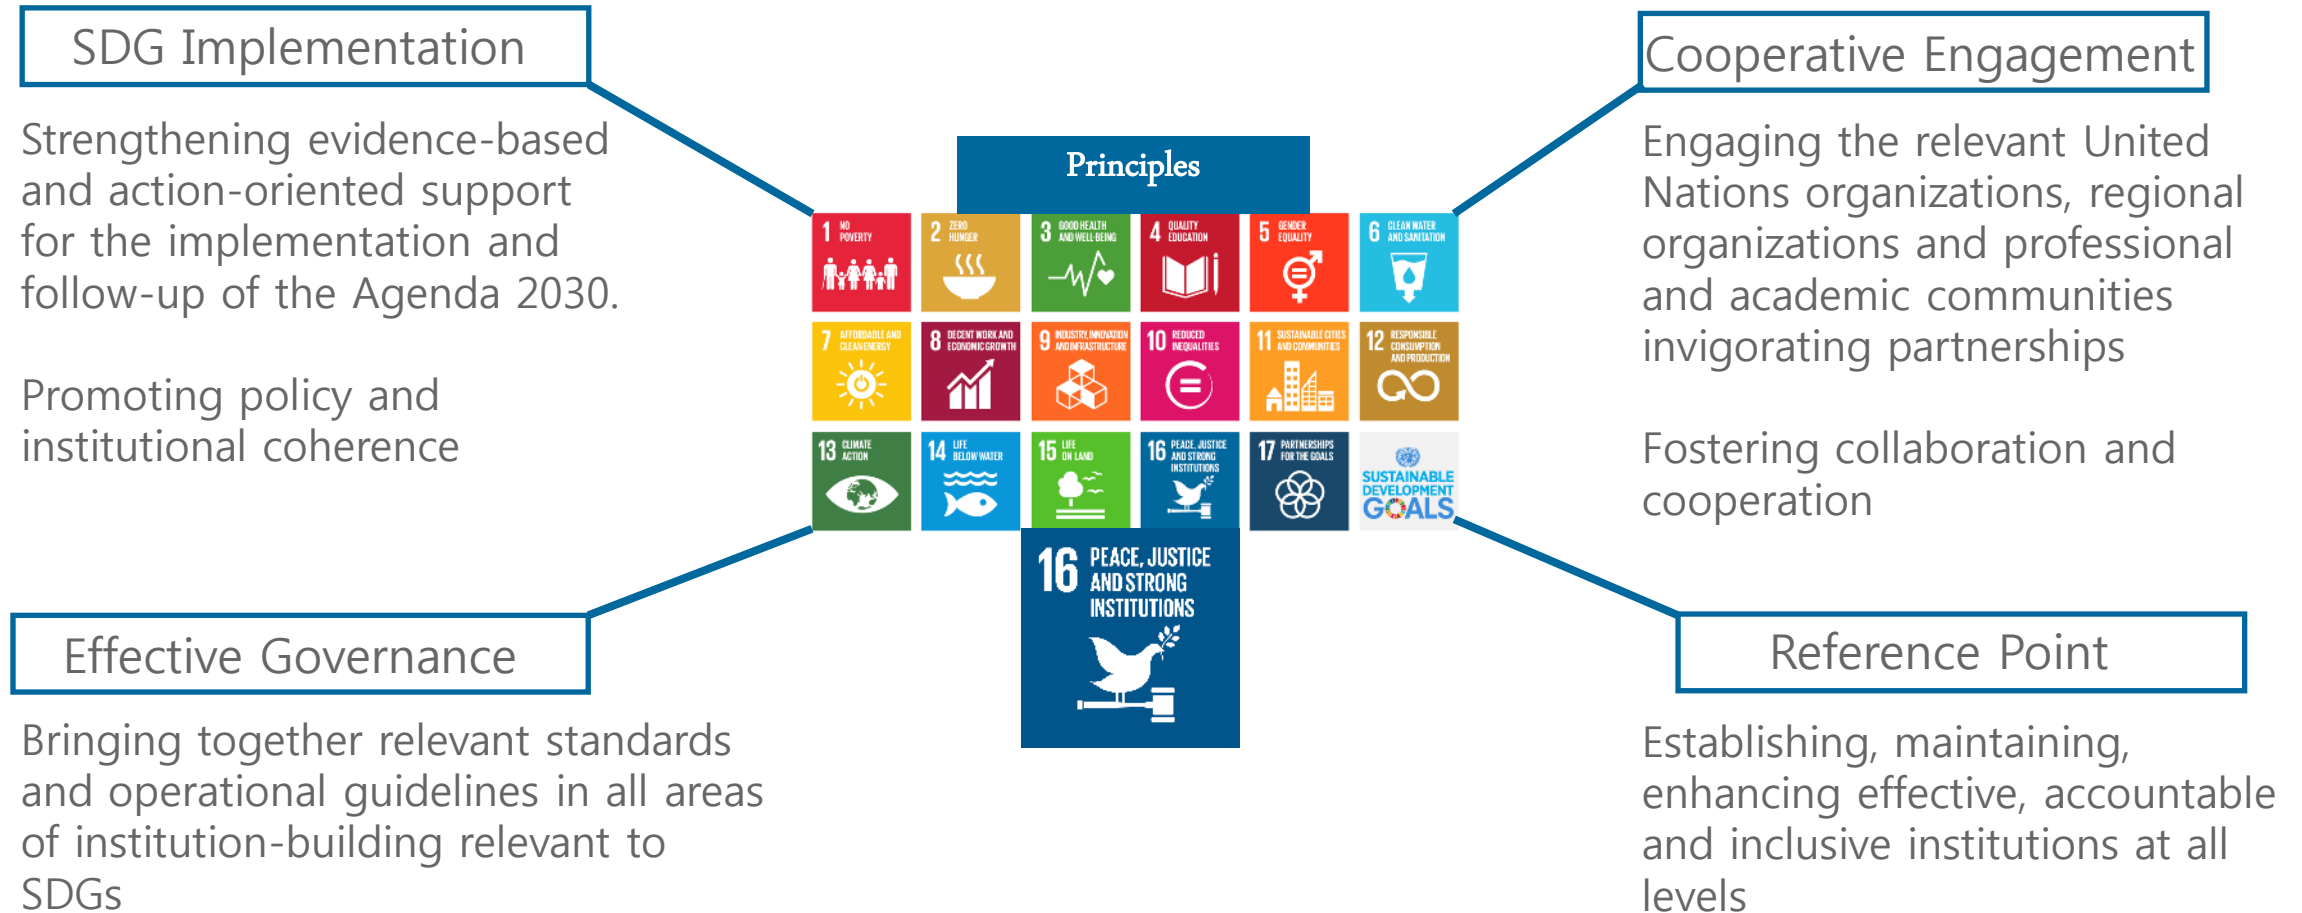 SDG Implementation
Strengthening evidence-based
and action-oriented support
for the implementation and
follow-up of the Agenda 2030.
Promoting policy and
institutional coherence
Cooperative Engagement
Engaging the relevant United
Nations organizations, regional
organizations and professional
and academic communities
invigorating partnerships
Fostering collaboration and
cooperation
Principles
1 NO
POVERTY
2 ZERO
HUNGER
3 GOOD HEALTH
AND WELL-BEING
4 QUALITY
EDUCATION
5 GENDER
EQUALITY
6 CLEAN WATER
AND SANITATION
7 AFFORDABLE AND
CLEAN ENERGY
8 DECENT WORK AND
ECONOMIC GROWTH
9 INDUSTRY, INNOVATION
AND INFRASTRUCTURE
10 REDUCED
INEQUALITIES
11 SUSTAINABLE CITIES
AND COMMUNITIES
12 RESPONSIBLE
CONSUMPTION
AND PRODUCTION
13 CLIMATE
ACTION
14 LIFE
BELOW WATER
15 LIFE
ON LAND
16 PEACE, JUSTICE
AND STRONG
INSTITUTIONS
17 PARTNERSHIPS
FOR THE GOALS
SUSTAINABLE
DEVELOPMENT
GOALS
16 PEACE, JUSTICE
AND STRONG
INSTITUTIONS
Effective Governance
Bringing together relevant standards
and operational guidelines in all areas
of institution-building relevant to
SDGs
Reference Point
Establishing, maintaining,
enhancing effective, accountable
and inclusive institutions at all
levels